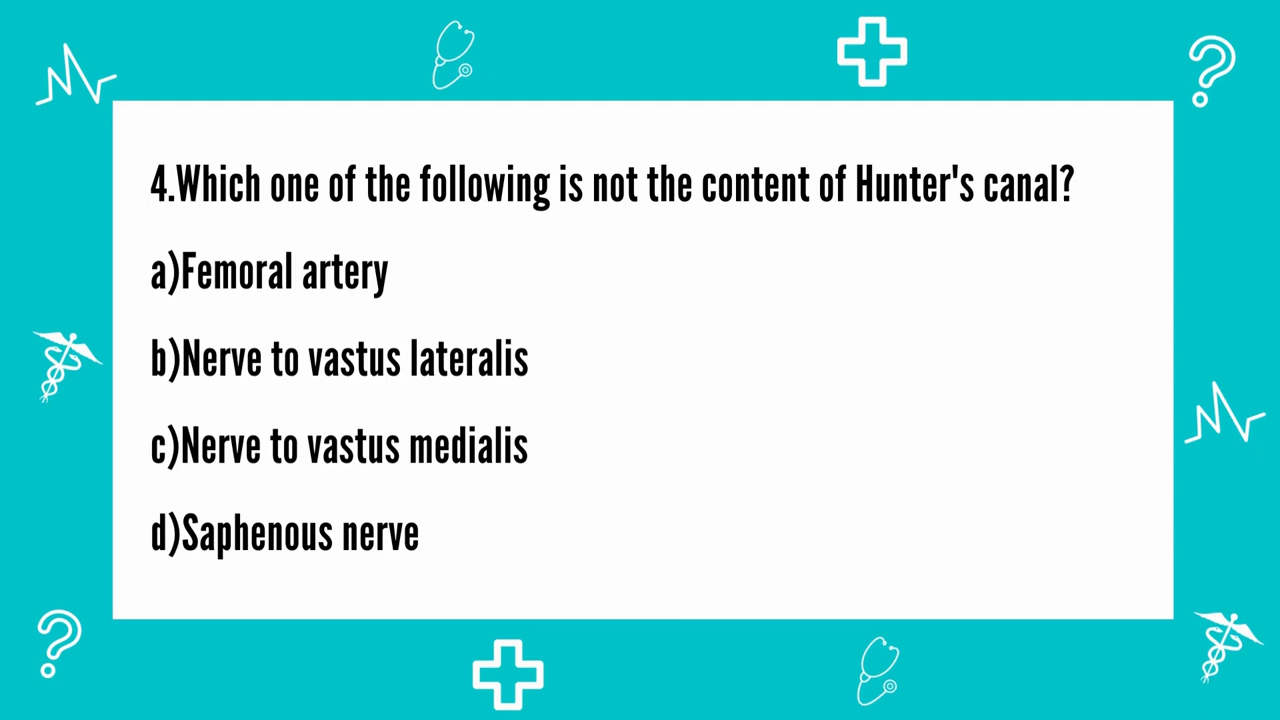 4.Which one of the following is not the content of Hunter's canal?
a)Femoral artery
b)Nerve to vastus lateralis
c)Nerve to vastus medialis
d)Saphenous nerve